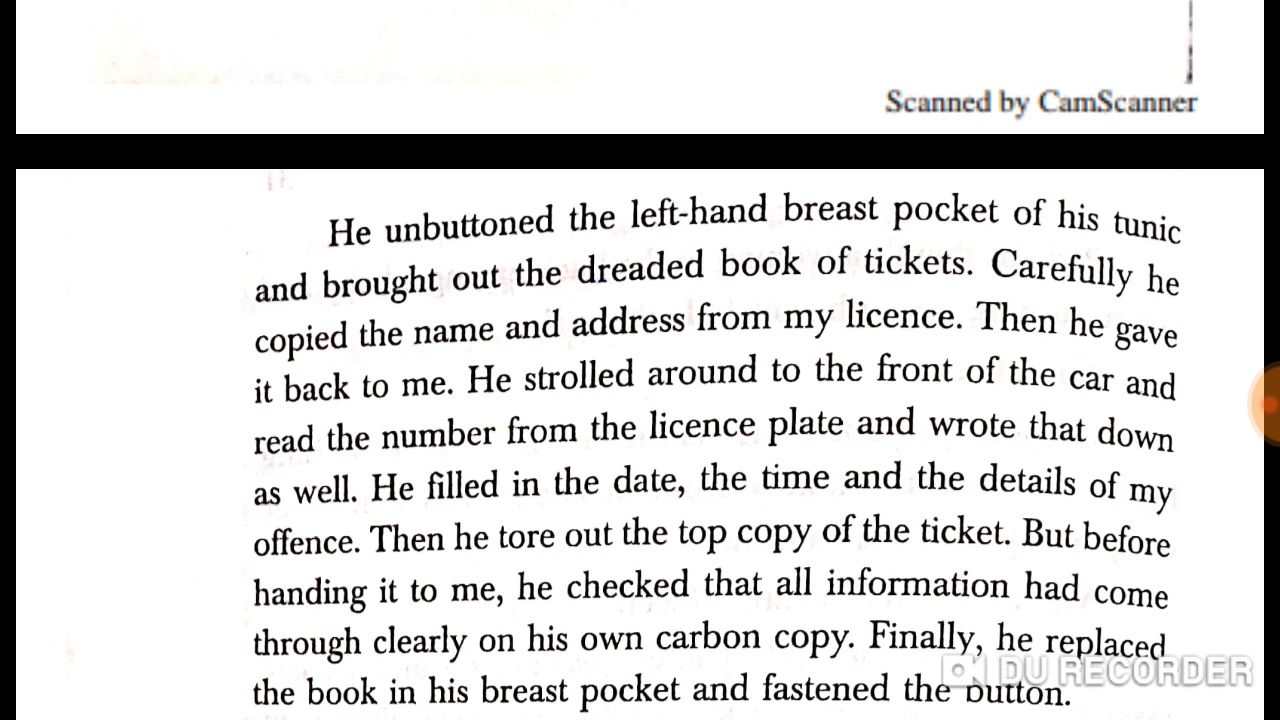 Scanned by CamScanner
He unbuttoned the left-hand breast pocket of his tunic
and brought out the dreaded book of tickets. Carefully he
copied the name and address from my licence. Then he gave
it back to me. He strolled around to the front of the car and
read the number from the licence plate and wrote that down
as well. He filled in the date, the time and the details of my
offence. Then he tore out the top copy of the ticket. But before
handing it to me, he checked that all information had come
through clearly on his own carbon copy. Finally, he replaced
DU RECORDER
the book in his breast pocket and fastened the button.